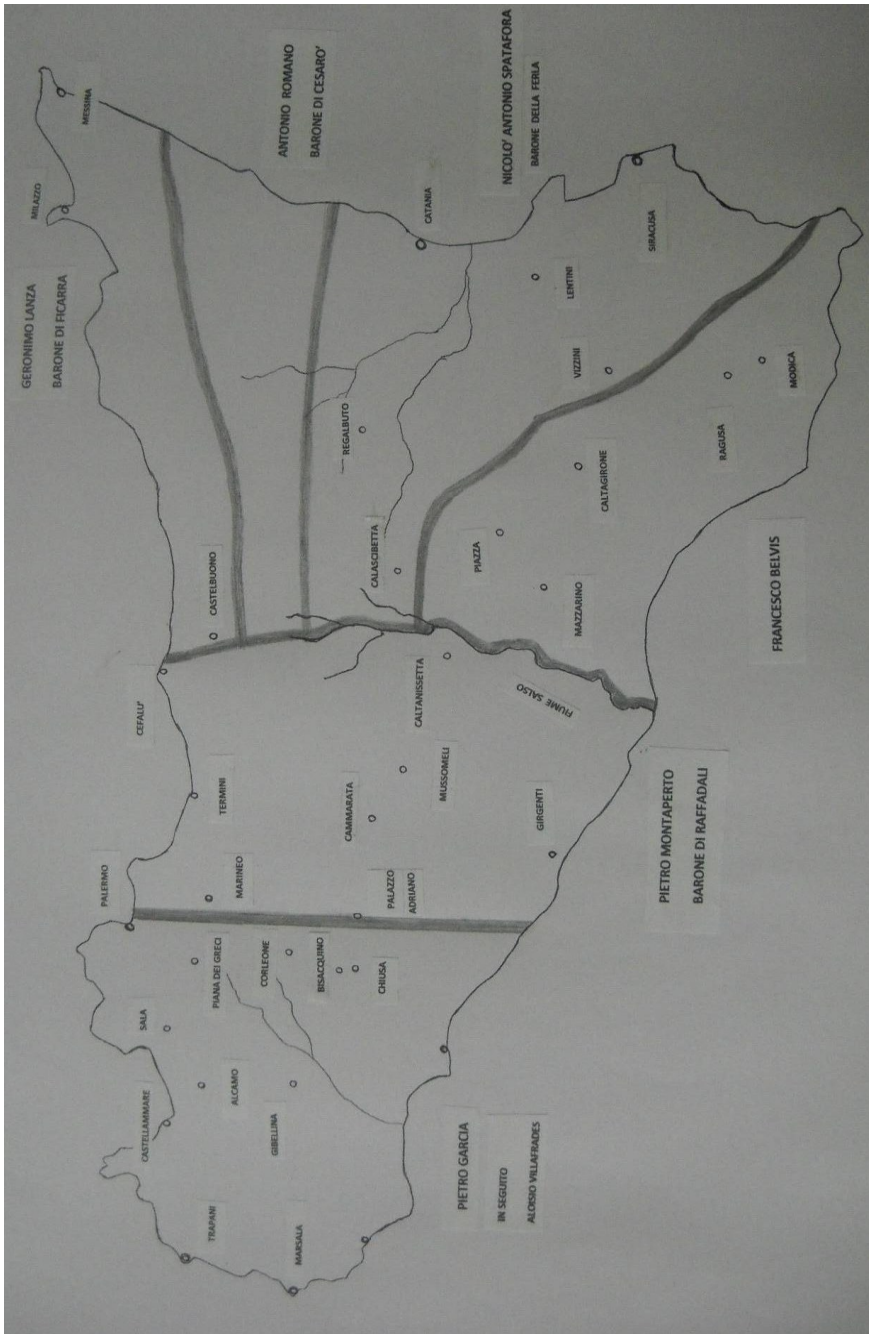 GERONIMO LANZA
BARONE DI FICARRA
MILAZZO
MESSINA
ANTONIO ROMANO
BARONE DI CESARO'
NICOLO' ANTONIO SPATAFORA
BARONE DELLA FERLA
CATANIA
SIRACUSA
LENTINI
VIZZINI
REGALBUTO
CALTAGIRONE
RAGUSA
MODICA
CASTELBUONO
CALASCIBETTA
PIAZZA
MAZZARINO
FRANCESCO BELVIS
CEFALU'
CALTANISSETTA
FIUME SALSO
TERMINI
CAMMARATA
MUSSOMELI
GIRGENTI
PIETRO MONTAPERTO
BARONE DI RAFFADALI
PALERMO
MARINEO
PALAZZO
ADRIANO
PIANA DEI GRECI
CORLEONE
BISACQUINO
CHIUSA
SALA
CASTELLAMMARE
ALCAMO
GIBELLINA
TRAPANI
MARSALA
PIETRO GARCIA
IN SEGUITO
ALOISIO VILLAFRADES